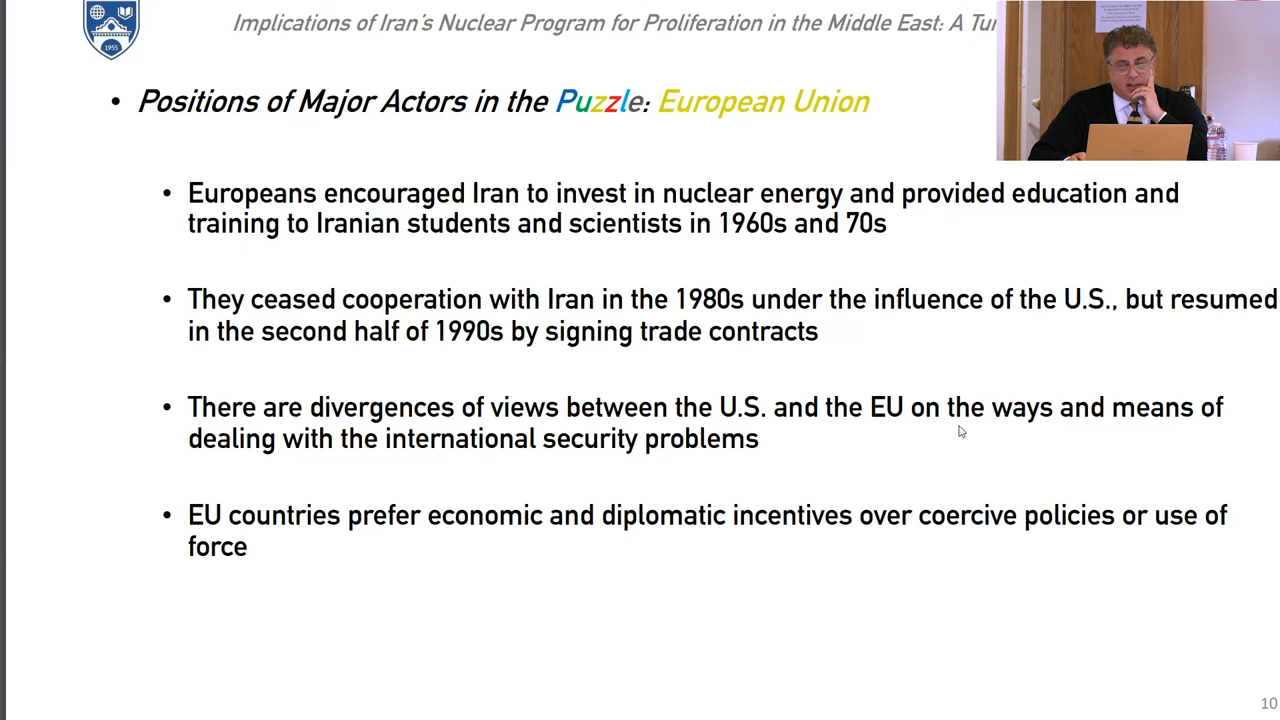 Implications of Iran's Nuclear Program for Proliferation in the Middle East: A Tur
1955
• Positions of Major Actors in the Puzzle: European Union
• Europeans encouraged Iran to invest in nuclear energy and provided education and
training to Iranian students and scientists in 1960s and 70s
• They ceased cooperation with Iran in the 1980s under the influence of the U.S., but resumed
in the second half of 1990s by signing trade contracts
• There are divergences of views between the U.S. and the EU on the ways and means of
dealing with the international security problems
• EU countries prefer economic and diplomatic incentives over coercive policies or use of
force
10